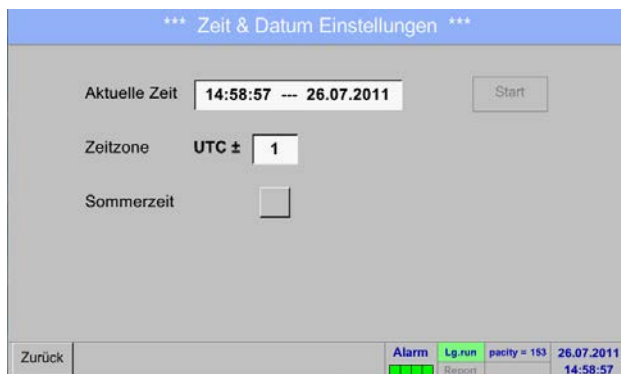 *** Zeit & Datum Einstellungen ***
Aktuelle Zeit 14:58:57 --- 26.07.2011 Start
Zeitzone UTC ± 1
Sommerzeit
Zurück Alarm Lg.run pacity = 153 26.07.2011
Report 14:58:57